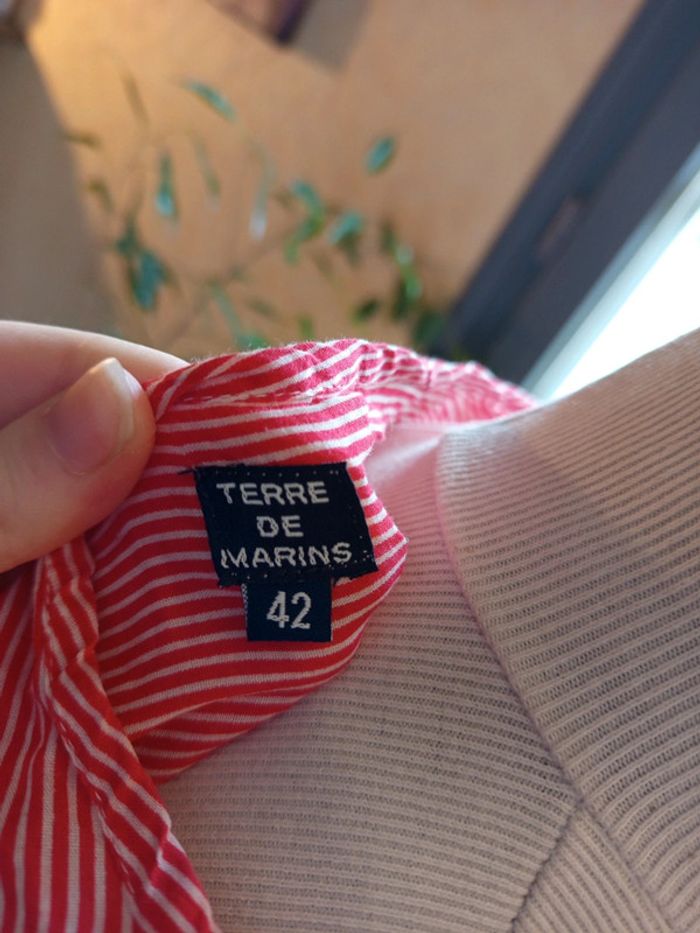 TERRE
DE
MARINS
42